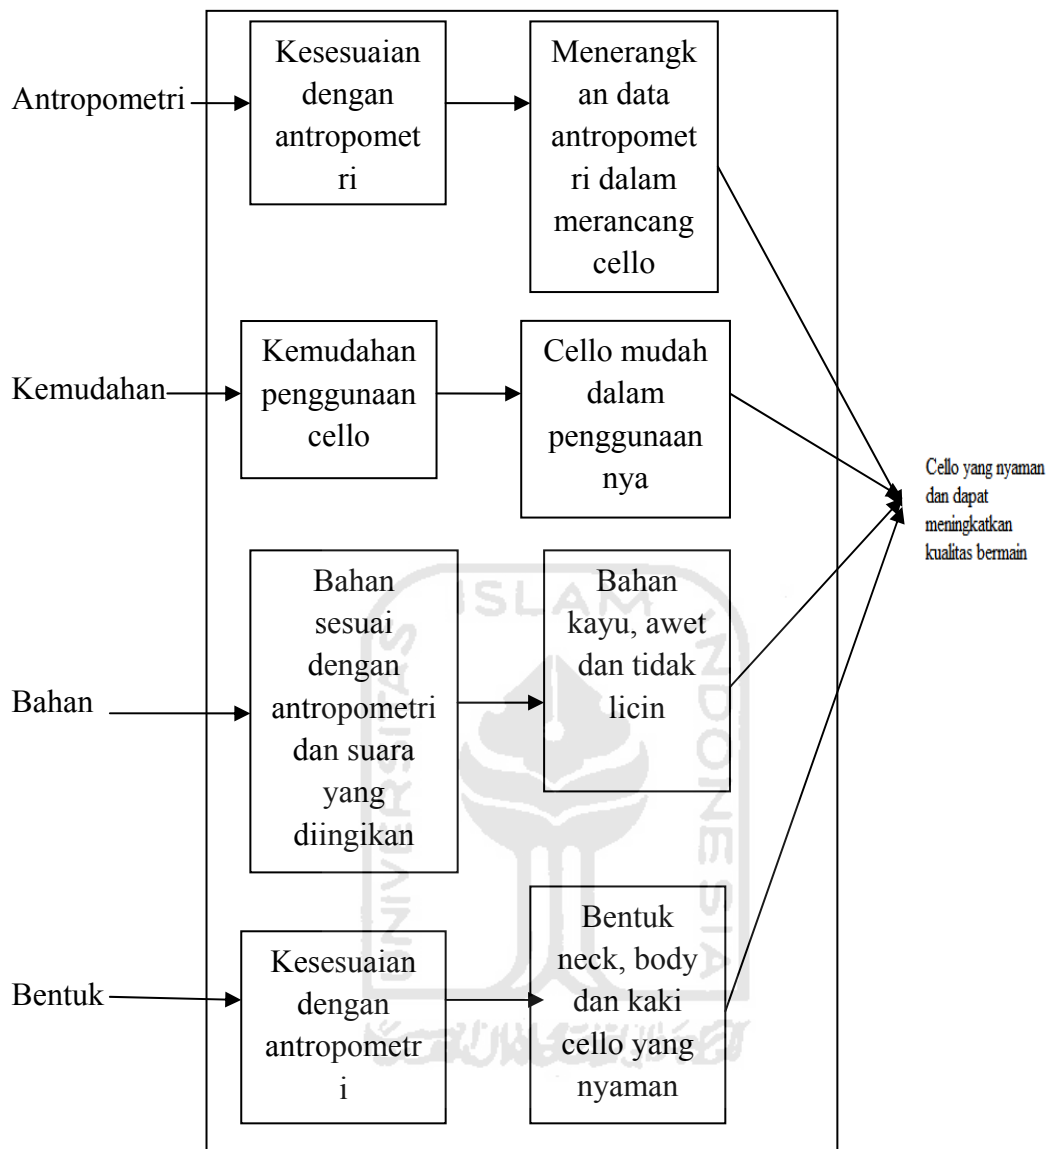 Antropometri
Kesesuaian
dengan
antropomet
ri
Menerangk
an data
antropomet
ri dalam
merancang
cello
Kemudahan
Kemudahan
penggunaan
cello
Cello mudah
dalam
penggunaan
nya
Cello yang nyaman
dan dapat
meningkatkan
kualitas bermain
Bahan
Bahan
sesuai
dengan
antropometri
dan suara
yang
diingikan
Bahan
kayu, awet
dan tidak
licin
Bentuk
Kesesuaian
dengan
antropometr
i
Bentuk
neck, body
dan kaki
cello yang
nyaman
UNIVERSITAS
ISLAM
INDONESIA